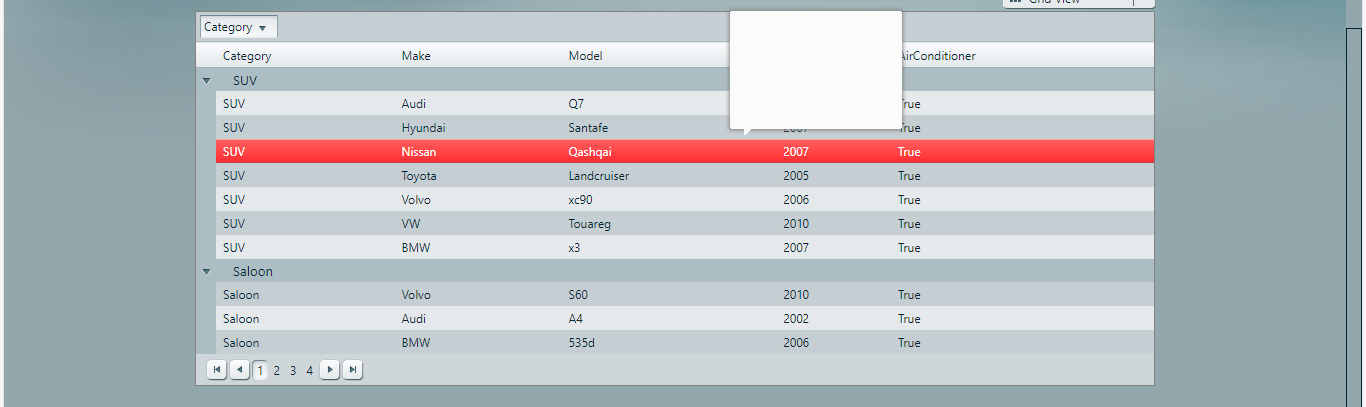 Grid View
Category
Category Make Model AirConditioner
SUV
SUV Audi Q7 True
SUV Hyundai Santafe 2007 True
SUV Nissan Qashqai 2007 True
SUV Toyota Landcruiser 2005 True
SUV Volvo xc90 2006 True
SUV VW Touareg 2010 True
SUV BMW x3 2007 True
Saloon
Saloon Volvo S60 2010 True
Saloon Audi A4 2002 True
Saloon BMW 535d 2006 True
1 2 3 4